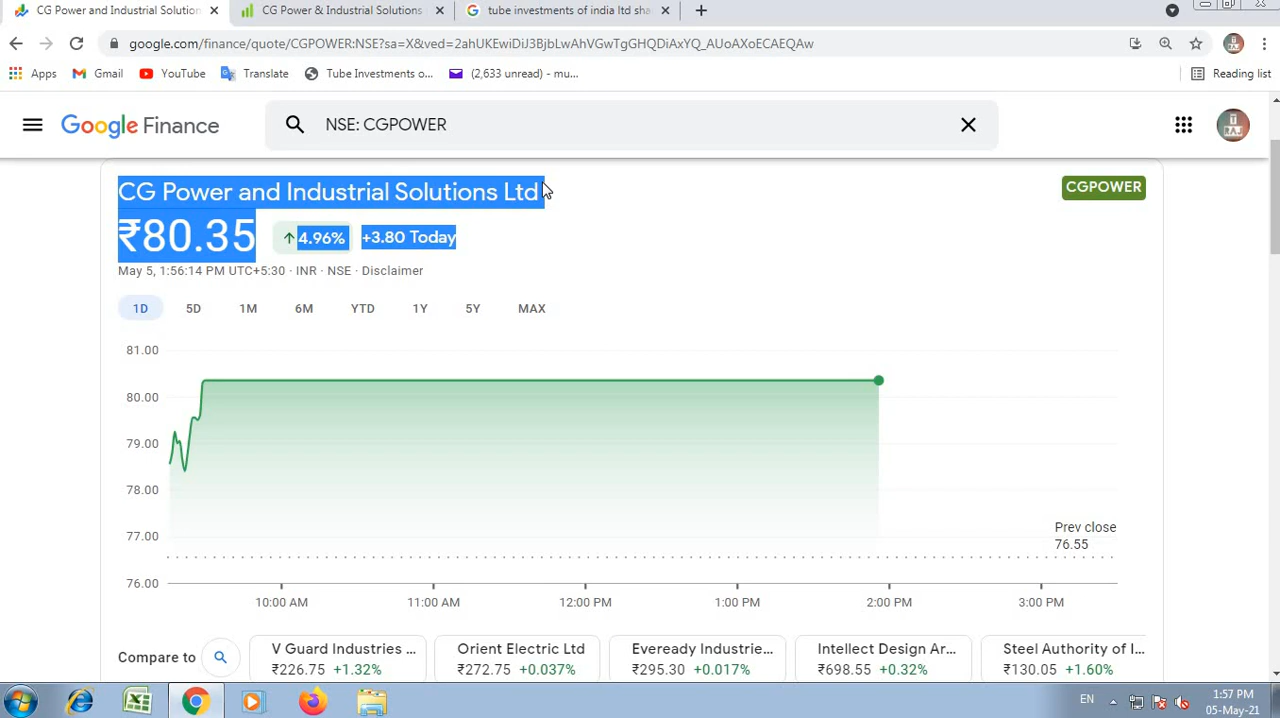 CG Power and Industrial Solution
CG Power & Industrial Solutions
tube investments of india ltd sha
google.com/finance/quote/CGPOWER:NSE?sa=X&ved=2ahUKEwiDiJ3
Apps
Gmail
YouTube
Translate
Tube Investments o...
(2,633 unread) - mu...
Reading list
Google Finance
NSE: CGPOWER
CG Power and Industrial Solutions Ltd
CGPOWER
₹80.35
4.96%
+3.80 Today
May 5, 1:56:14 PM UTC+5:30 · INR · NSE · Disclaimer
1D
5D
1M
6M
YTD
1Y
5Y
MAX
81.00
80.00
79.00
78.00
77.00
76.00
Prev close
76.55
10:00 AM
11:00 AM
12:00 PM
1:00 PM
2:00 PM
3:00 PM
Compare to
V Guard Industries ...
₹226.75 +1.32%
Orient Electric Ltd
₹272.75 +0.037%
Eveready Industrie...
₹295.30 +0.017%
Intellect Design Ar...
₹698.55 +0.32%
Steel Authority of I...
₹130.05 +1.60%
EN
1:57 PM
05-May-21